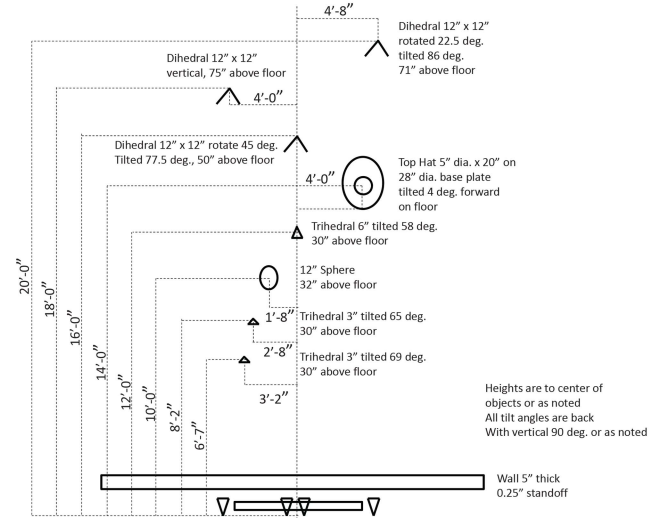 4’-8”
Dihedral 12” x 12”
rotated 22.5 deg.
tilted 86 deg.
71” above floor
Dihedral 12” x 12”
vertical, 75” above floor
4’-0”
Dihedral 12” x 12” rotate 45 deg.
Tilted 77.5 deg., 50” above floor
4’-0”
Top Hat 5” dia. x 20” on
28” dia. base plate
tilted 4 deg. forward
on floor
Trihedral 6” tilted 58 deg.
30” above floor
12” Sphere
32” above floor
1’-8”
Trihedral 3” tilted 65 deg.
30” above floor
2’-8”
Trihedral 3” tilted 69 deg.
30” above floor
3’-2”
20’-0”
18’-0”
16’-0”
14’-0”
12’-0”
10’-0”
8’-2”
6’-7”
Heights are to center of
objects or as noted
All tilt angles are back
With vertical 90 deg. or as noted
Wall 5” thick
0.25” standoff